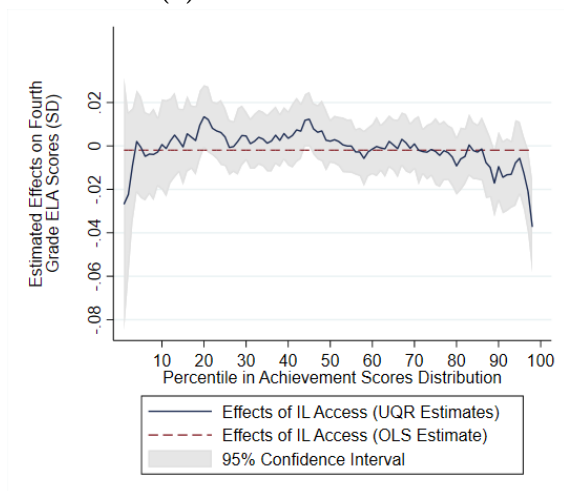 Estimated Effects on Fourth
Grade ELA Scores (SD)
.02
0
-.02
-.04
-.06
-.08
10 20 30 40 50 60 70 80 90 100
Percentile in Achievement Scores Distribution
Effects of IL Access (UQR Estimates)
Effects of IL Access (OLS Estimate)
95% Confidence Interval